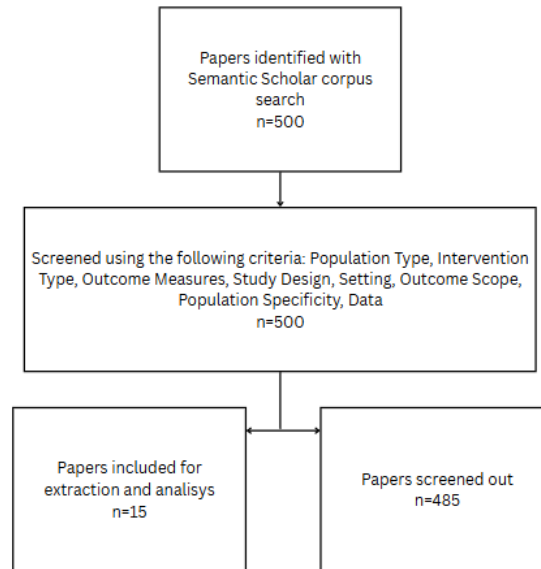 Papers identified with
Semantic Scholar corpus
search
n=500
Screened using the following criteria: Population Type, Intervention
Type, Outcome Measures, Study Design, Setting, Outcome Scope,
Population Specificity, Data
n=500
Papers included for
extraction and analisys
n=15
Papers screened out
n=485